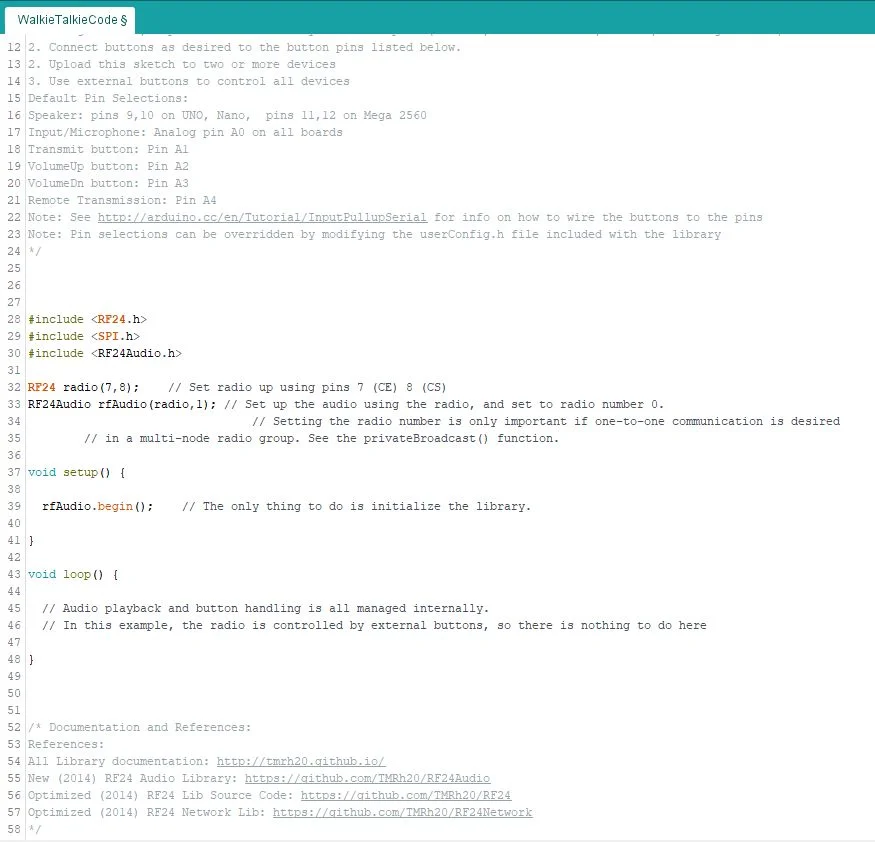 WalkieTalkieCode §
12 2. Connect buttons as desired to the button pins listed below.
13 2. Upload this sketch to two or more devices
14 3. Use external buttons to control all devices
15 Default Pin Selections:
16 Speaker: pins 9,10 on UNO, Nano,  pins 11,12 on Mega 2560
17 Input/Microphone: Analog pin A0 on all boards
18 Transmit button: Pin A1
19 VolumeUp button: Pin A2
20 VolumeDn button: Pin A3
21 Remote Transmission: Pin A4
22 Note: See http://arduino.cc/en/Tutorial/InputPullupSerial for info on how to wire the buttons to the pins
23 Note: Pin selections can be overridden by modifying the userConfig.h file included with the library
24 */
25
26
27
28 #include <RF24.h>
29 #include <SPI.h>
30 #include <RF24Audio.h>
31
32 RF24 radio(7,8);    // Set radio up using pins 7 (CE) 8 (CS)
33 RF24Audio rfAudio(radio,1); // Set up the audio using the radio, and set to radio number 0.
34                                 // Setting the radio number is only important if one-to-one communication is desired
35         // in a multi-node radio group. See the privateBroadcast() function.
36
37 void setup() {
38
39   rfAudio.begin();    // The only thing to do is initialize the library.
40
41 }
42
43 void loop() {
44
45   // Audio playback and button handling is all managed internally.
46   // In this example, the radio is controlled by external buttons, so there is nothing to do here
47
48 }
49
50
51
52 /* Documentation and References:
53 References:
54 All Library documentation: http://tmrh20.github.io/
55 New (2014) RF24 Audio Library: https://github.com/TMRh20/RF24Audio
56 Optimized (2014) RF24 Lib Source Code: https://github.com/TMRh20/RF24
57 Optimized (2014) RF24 Network Lib: https://github.com/TMRh20/RF24Network
58 */